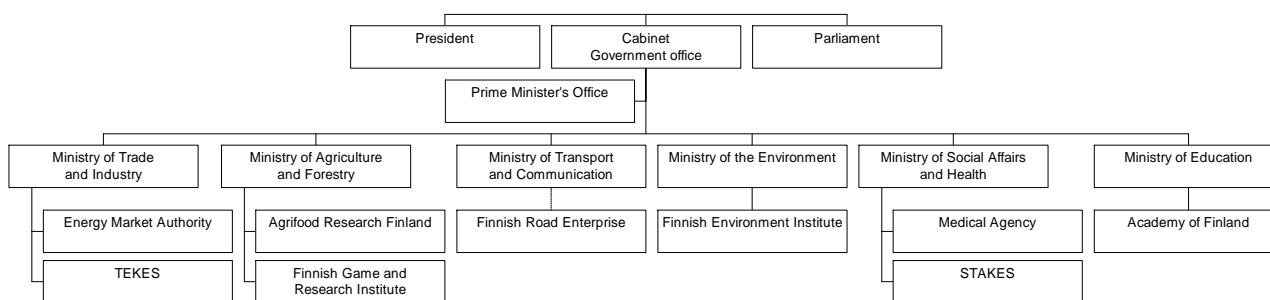 President
Cabinet
Government office
Parliament
Prime Minister's Office
Ministry of Trade
and Industry
Ministry of Agriculture
and Forestry
Ministry of Transport
and Communication
Ministry of the Environment
Ministry of Social Affairs
and Health
Ministry of Education
Energy Market Authority
Agrifood Research Finland
Finnish Road Enterprise
Finnish Environment Institute
Medical Agency
Academy of Finland
TEKES
Finnish Game and
Research Institute
STAKES